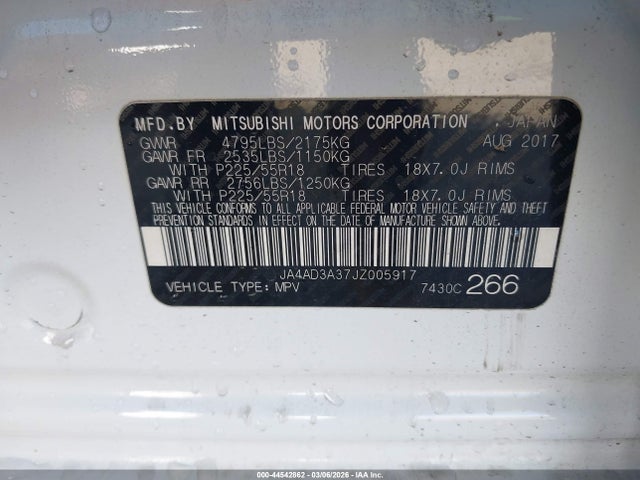 MFD.BY MITSUBISHI MOTORS CORPORATION , JAPAN
GVWR 4795LBS/2175KG AUG 2017
GAWR FR 2535LBS/1150KG
WITH P225/55R18 TIRES 18X7.0J RIMS
GAWR RR 2756LBS/1250KG
WITH P225/55R18 TIRES 18X7.0J RIMS
THIS VEHICLE CONFORMS TO ALL APPLICABLE FEDERAL MOTOR VEHICLE SAFETY AND THEFT
PREVENTION STANDARDS IN EFFECT ON THE DATE OF MANUFACTURE SHOWN ABOVE.
JA4AD3A37JZ005917
VEHICLE TYPE: MPV 7430C 266
000-44542862 | 03/06/2026 | IAA Inc.